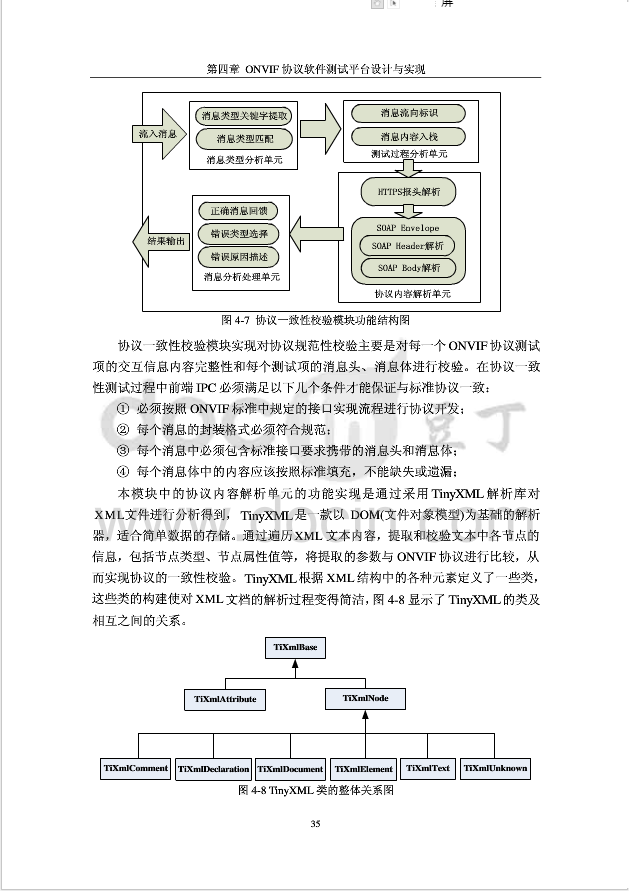 屏
第四章 ONVIF 协议软件测试平台设计与实现
流入消息
消息类型关键字提取
消息类型匹配
消息类型分析单元
消息流向标识
消息内容入栈
测试过程分析单元
HTTPS报头解析
SOAP Envelope
SOAP Header解析
SOAP Body解析
协议内容解析单元
正确消息回馈
错误类型选择
错误原因描述
消息分析处理单元
结果输出
图 4-7 协议一致性校验模块功能结构图
协议一致性校验模块实现对协议规范性校验主要是对每一个 ONVIF 协议测试
项的交互信息内容完整性和每个测试项的消息头、消息体进行校验。在协议一致
性测试过程中前端 IPC 必须满足以下几个条件才能保证与标准协议一致:
① 必须按照 ONVIF 标准中规定的接口实现流程进行协议开发;
② 每个消息的封装格式必须符合规范;
③ 每个消息中必须包含标准接口要求携带的消息头和消息体;
④ 每个消息体中的内容应该按照标准填充,不能缺失或遗漏;
本模块中的协议内容解析单元的功能实现是通过采用 TinyXML 解析库对
XML文件进行分析得到, TinyXML是一款以 DOM(文件对象模型)为基础的解析
器,适合简单数据的存储。通过遍历 XML 文本内容,提取和校验文本中各节点的
信息,包括节点类型、节点属性值等,将提取的参数与 ONVIF 协议进行比较,从
而实现协议的一致性校验。TinyXML 根据 XML 结构中的各种元素定义了一些类,
这些类的构建使对 XML 文档的解析过程变得简洁,图 4-8 显示了 TinyXML 的类及
相互之间的关系。
TiXmlBase
TiXmlAttribute
TiXmlNode
TiXmlComment
TiXmlDeclaration
TiXmlDocument
TiXmlElement
TiXmlText
TiXmlUnknown
图 4-8 TinyXML 类的整体关系图
35
docin 豆丁
www.docin.com